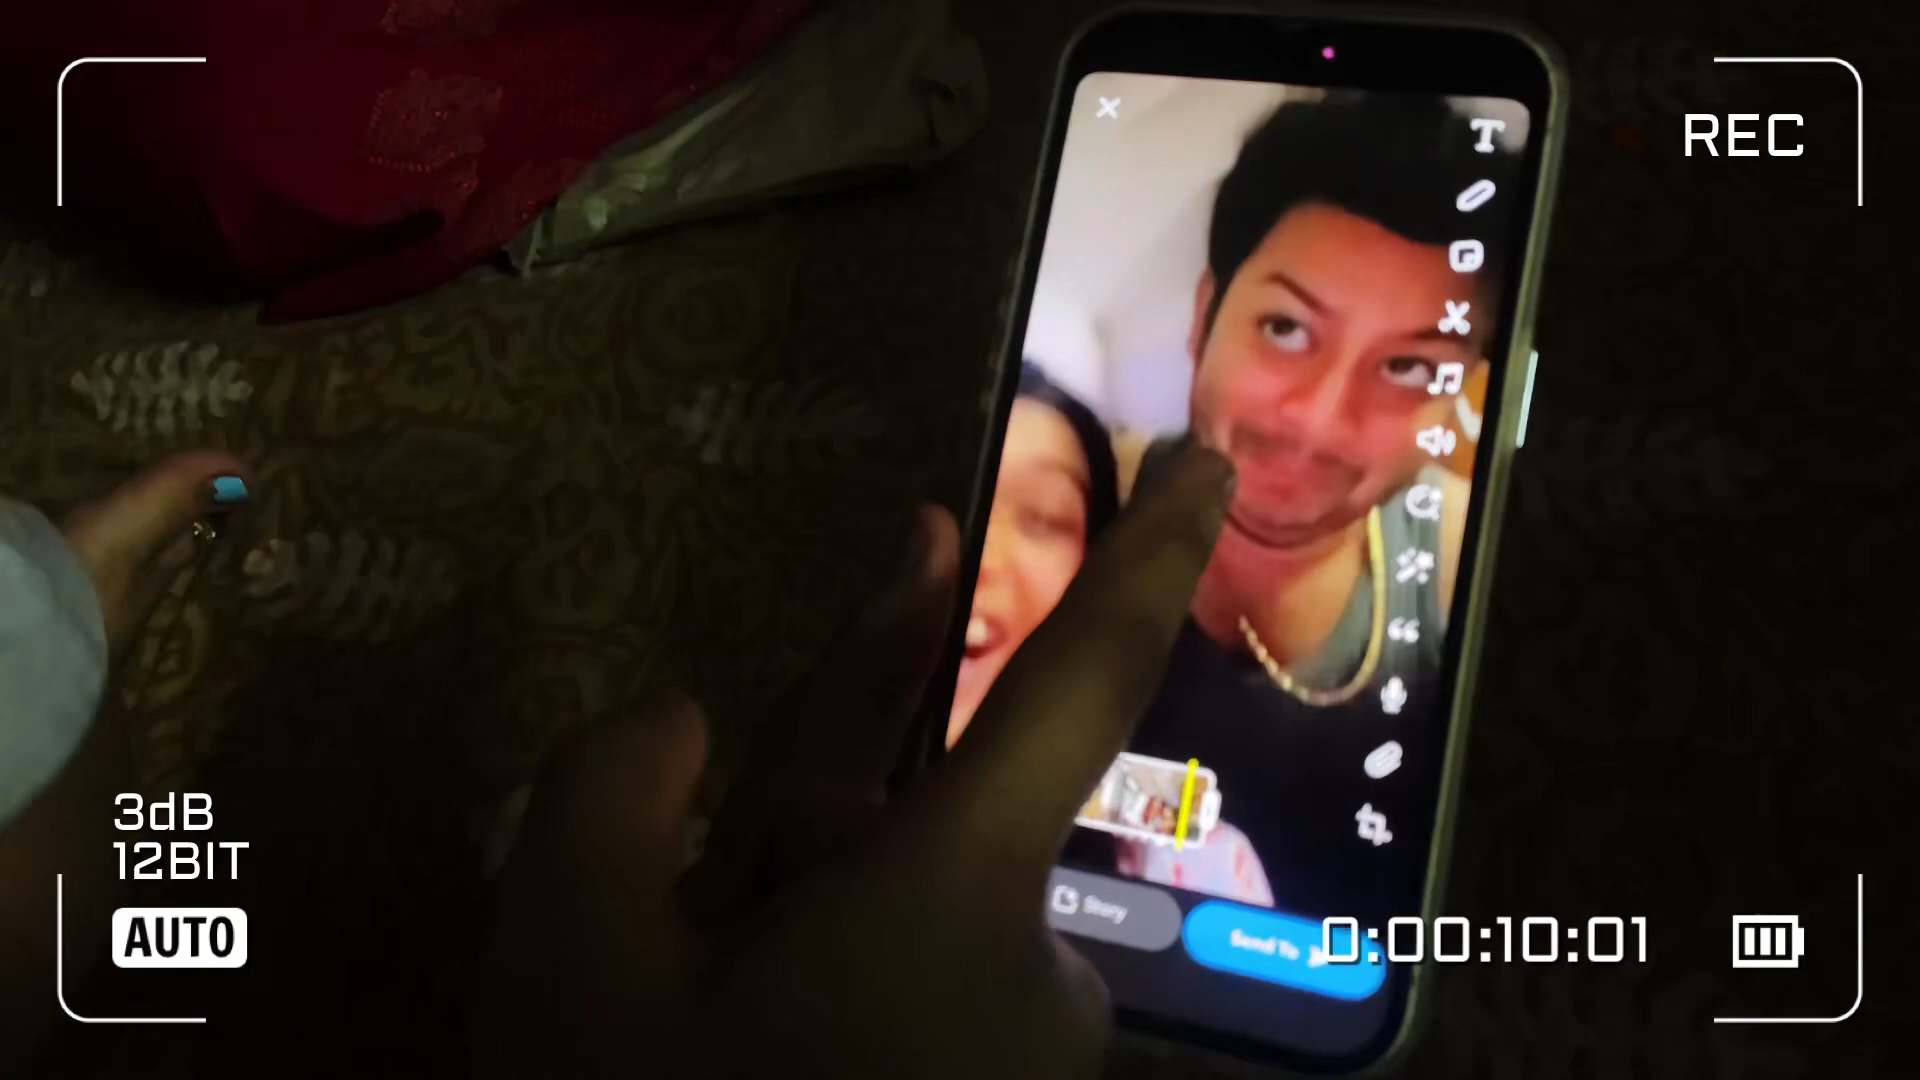 REC
T
Story
Send To
3dB
12BIT
AUTO
0:00:10:01